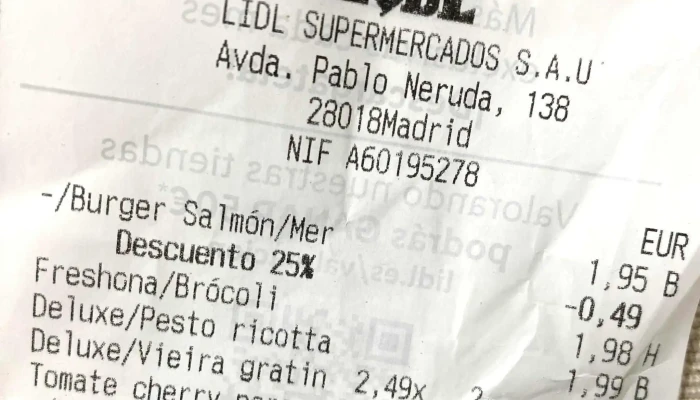 LIDL SUPERMERCADOS S.A.U
Avda. Pablo Neruda, 138
28018Madrid
NIF A60195278
EUR
-/Burger Salmón/Mer 1,95 B
Descuento 25% -0,49
Freshona/Brócoli 1,98 H
Deluxe/Pesto ricotta 1,99 B
Deluxe/Vieira gratin 2,49x 2
Tomate cherry